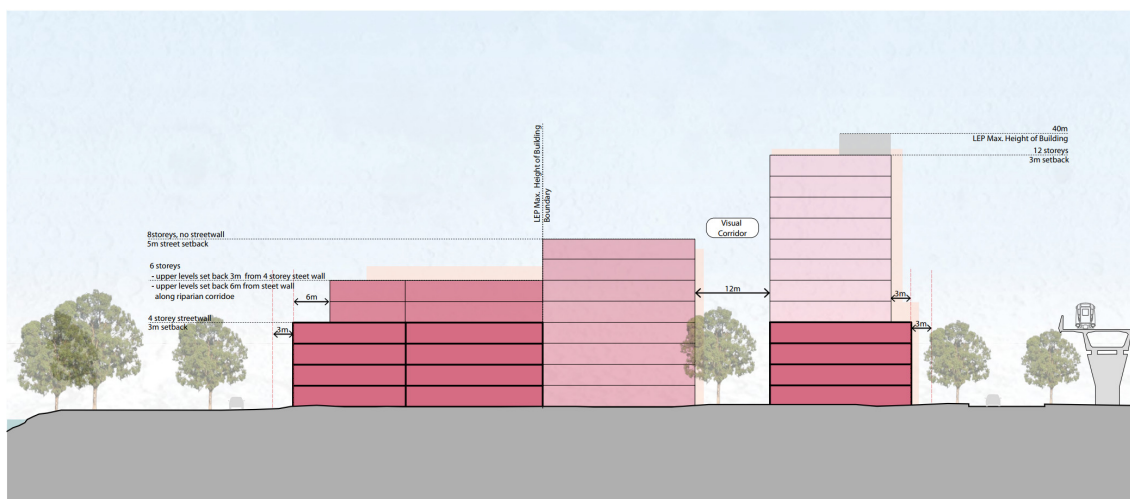 40m
LEP Max. Height of Building
12 storeys
3m setback
LEP Max. Height of Building
Boundary
Visual
Corridor
8storeys, no streetwall
5m street setback
6 storeys
- upper levels set back 3m from 4 storey steet wall
- upper levels set back 6m from steet wall
along riparian corridoe
12m
6m
3m
4 storey streetwall
3m setback
3m
3m